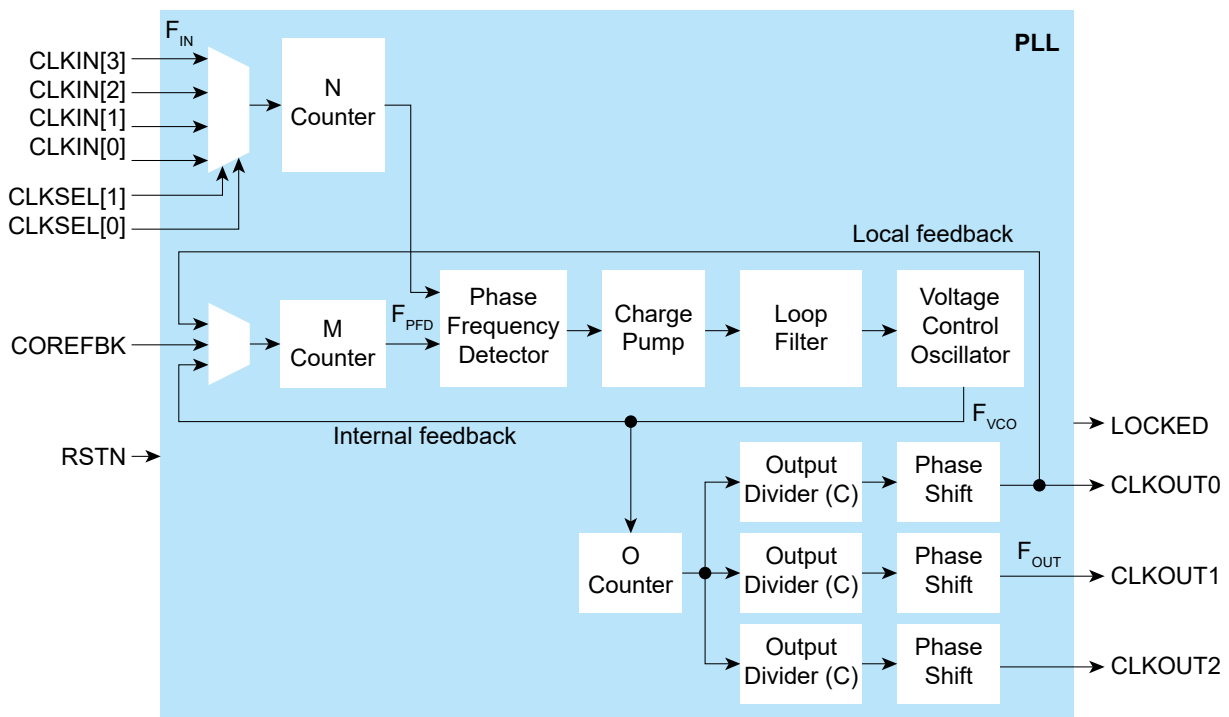 F_IN
PLL
CLKIN[3]
CLKIN[2]
CLKIN[1]
CLKIN[0]
CLKSEL[1]
CLKSEL[0]
N
Counter
Local feedback
COREFBK
M
Counter
F_PFD
Phase
Frequency
Detector
Charge
Pump
Loop
Filter
Voltage
Control
Oscillator
Internal feedback
F_VCO
RSTN
LOCKED
Output
Divider (C)
Phase
Shift
CLKOUT0
O
Counter
Output
Divider (C)
Phase
Shift
F_OUT
CLKOUT1
Output
Divider (C)
Phase
Shift
CLKOUT2